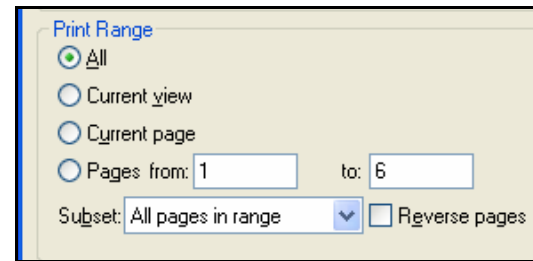 Print Range
All
Current view
Current page
Pages from: 1 to: 6
Subset: All pages in range Reverse pages